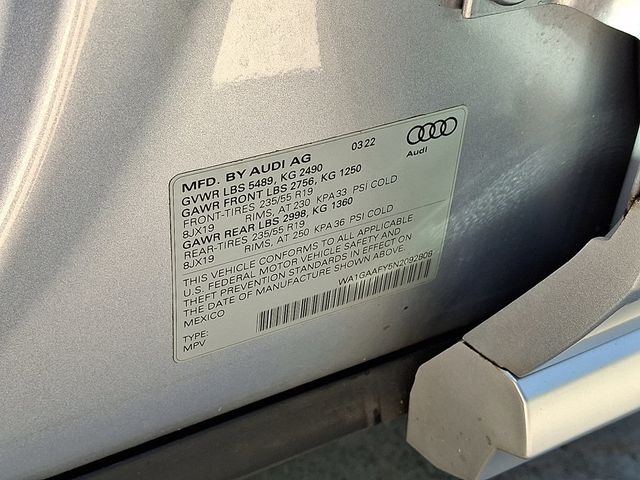 MFD. BY AUDI AG 03 22
Audi
GVWR LBS 5489, KG 2490
GAWR FRONT LBS 2756, KG 1250
FRONT-TIRES 235/55 R19
8JX19 RIMS, AT 230 KPA 33 PSI COLD
GAWR REAR LBS 2998, KG 1360
REAR-TIRES 235/55 R19
8JX19 RIMS, AT 250 KPA 36 PSI COLD
THIS VEHICLE CONFORMS TO ALL APPLICABLE
U.S. FEDERAL MOTOR VEHICLE SAFETY AND
THEFT PREVENTION STANDARDS IN EFFECT ON
THE DATE OF MANUFACTURE SHOWN ABOVE.
MEXICO WA1GAAFY5N2092808
TYPE:
MPV